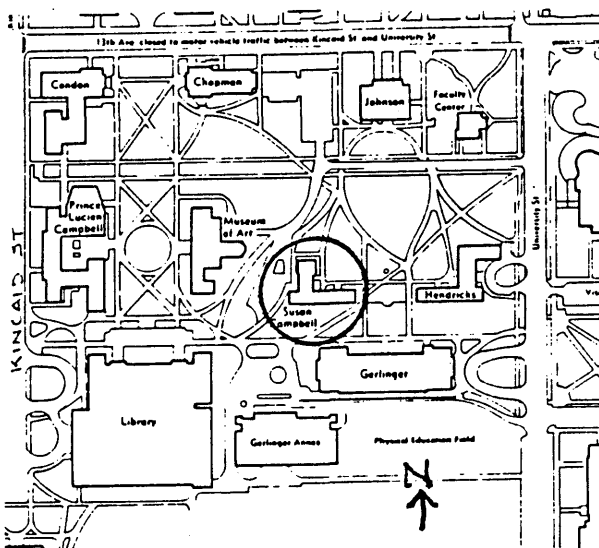 13th Ave closed to motor vehicle traffic between Kincaid St and University St
Condon
Chapman
Johnson
Faculty
Center
Prince
Lucien
Campbell
Museum
of Art
University St
KINCAID ST
Susan
Campbell
Hendricks
Gerlinger
Library
Gerlinger Annex
Physical Education Field
N